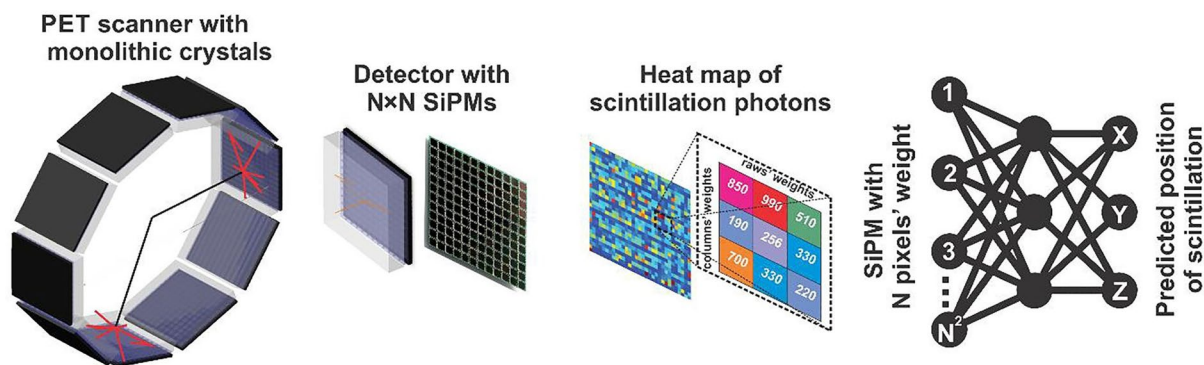 PET scanner with
monolithic crystals
Detector with
N×N SiPMs
Heat map of
scintillation photons
raws' weights
columns' weights
850 990 510
190 256 330
700 330 220
SiPM with
N pixels' weight
1
2
3
N²
X
Y
Z
Predicted position
of scintillation